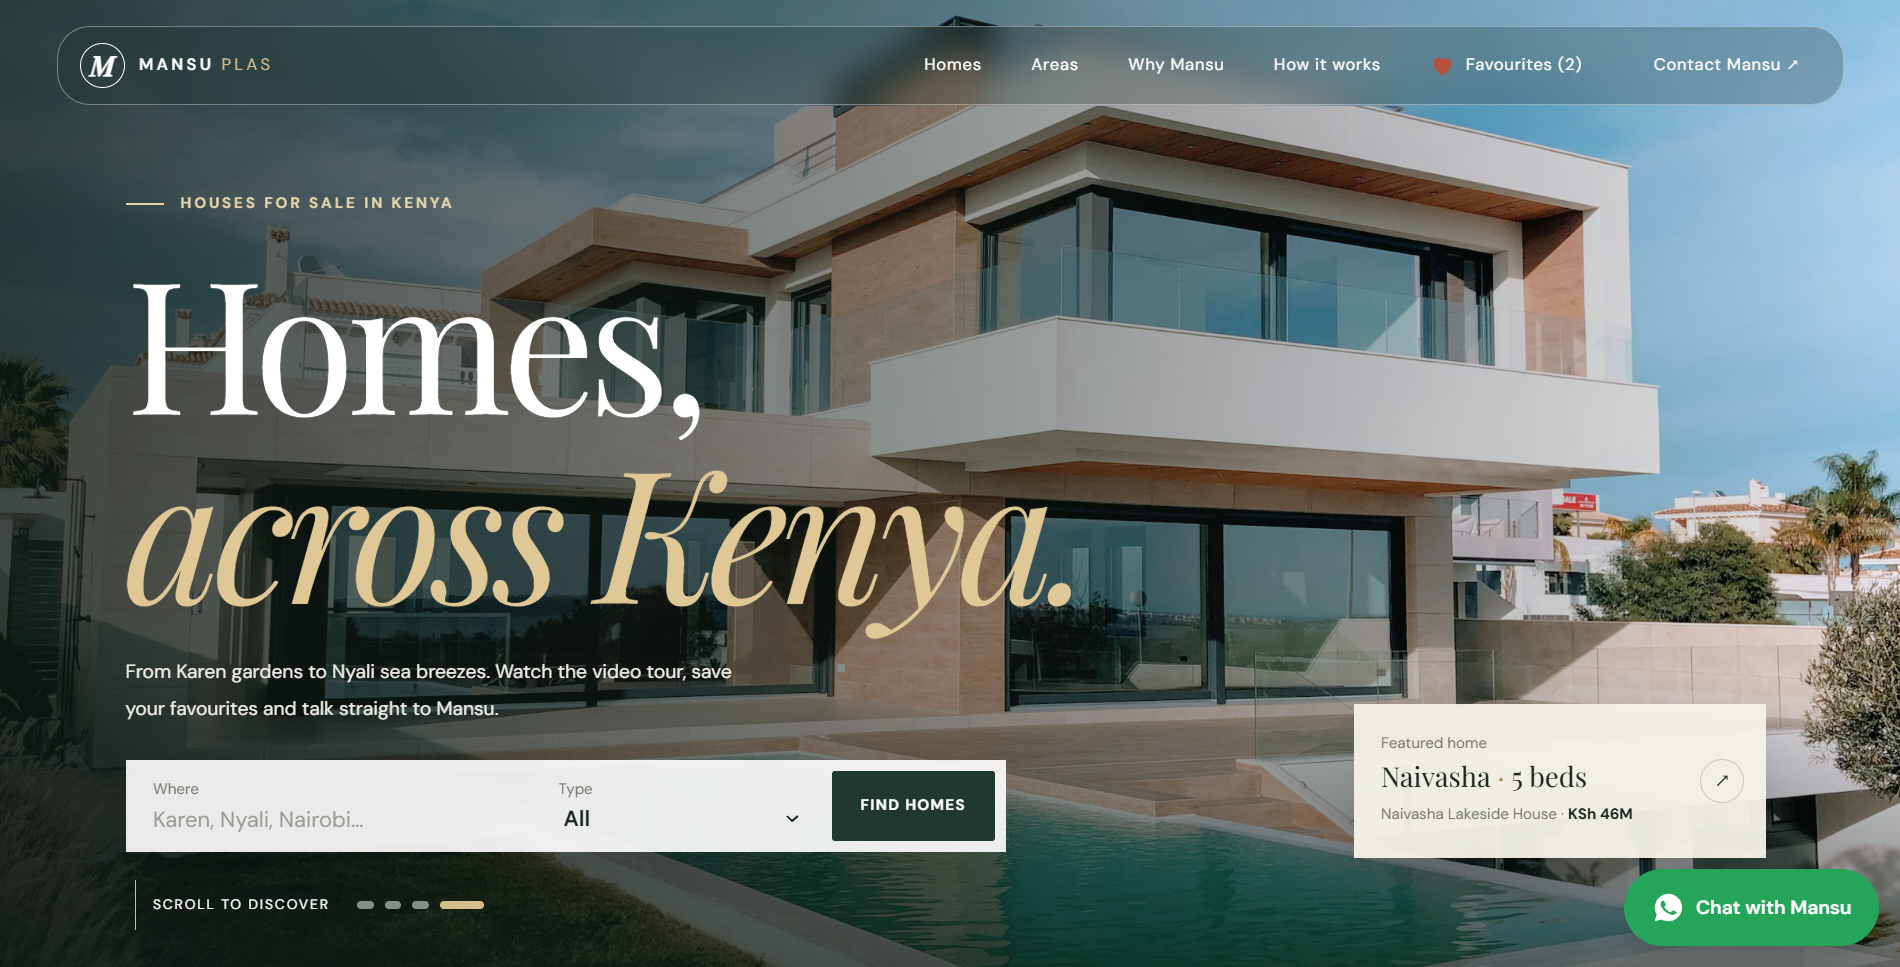 M MANSU PLAS
Homes
Areas
Why Mansu
How it works
Favourites (2)
Contact Mansu ↗
HOUSES FOR SALE IN KENYA
Homes,
across Kenya.
From Karen gardens to Nyali sea breezes. Watch the video tour, save
your favourites and talk straight to Mansu.
Where
Karen, Nyali, Nairobi...
Type
All
FIND HOMES
Featured home
Naivasha · 5 beds
Naivasha Lakeside House · KSh 46M
↗
SCROLL TO DISCOVER
Chat with Mansu